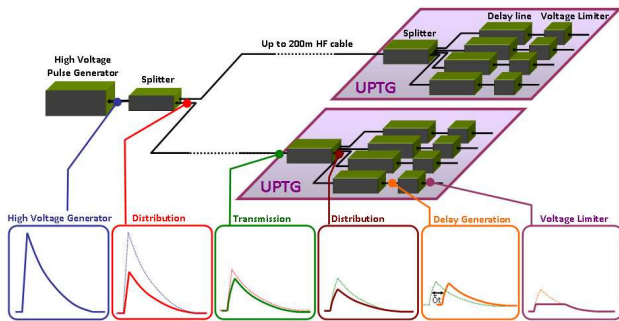 Delay line Voltage Limiter
Splitter
Up to 200m HF cable
High Voltage
Pulse Generator
Splitter
UPTG
UPTG
High Voltage Generator
Distribution
Transmission
Distribution
Delay Generation
Voltage Limiter
δt